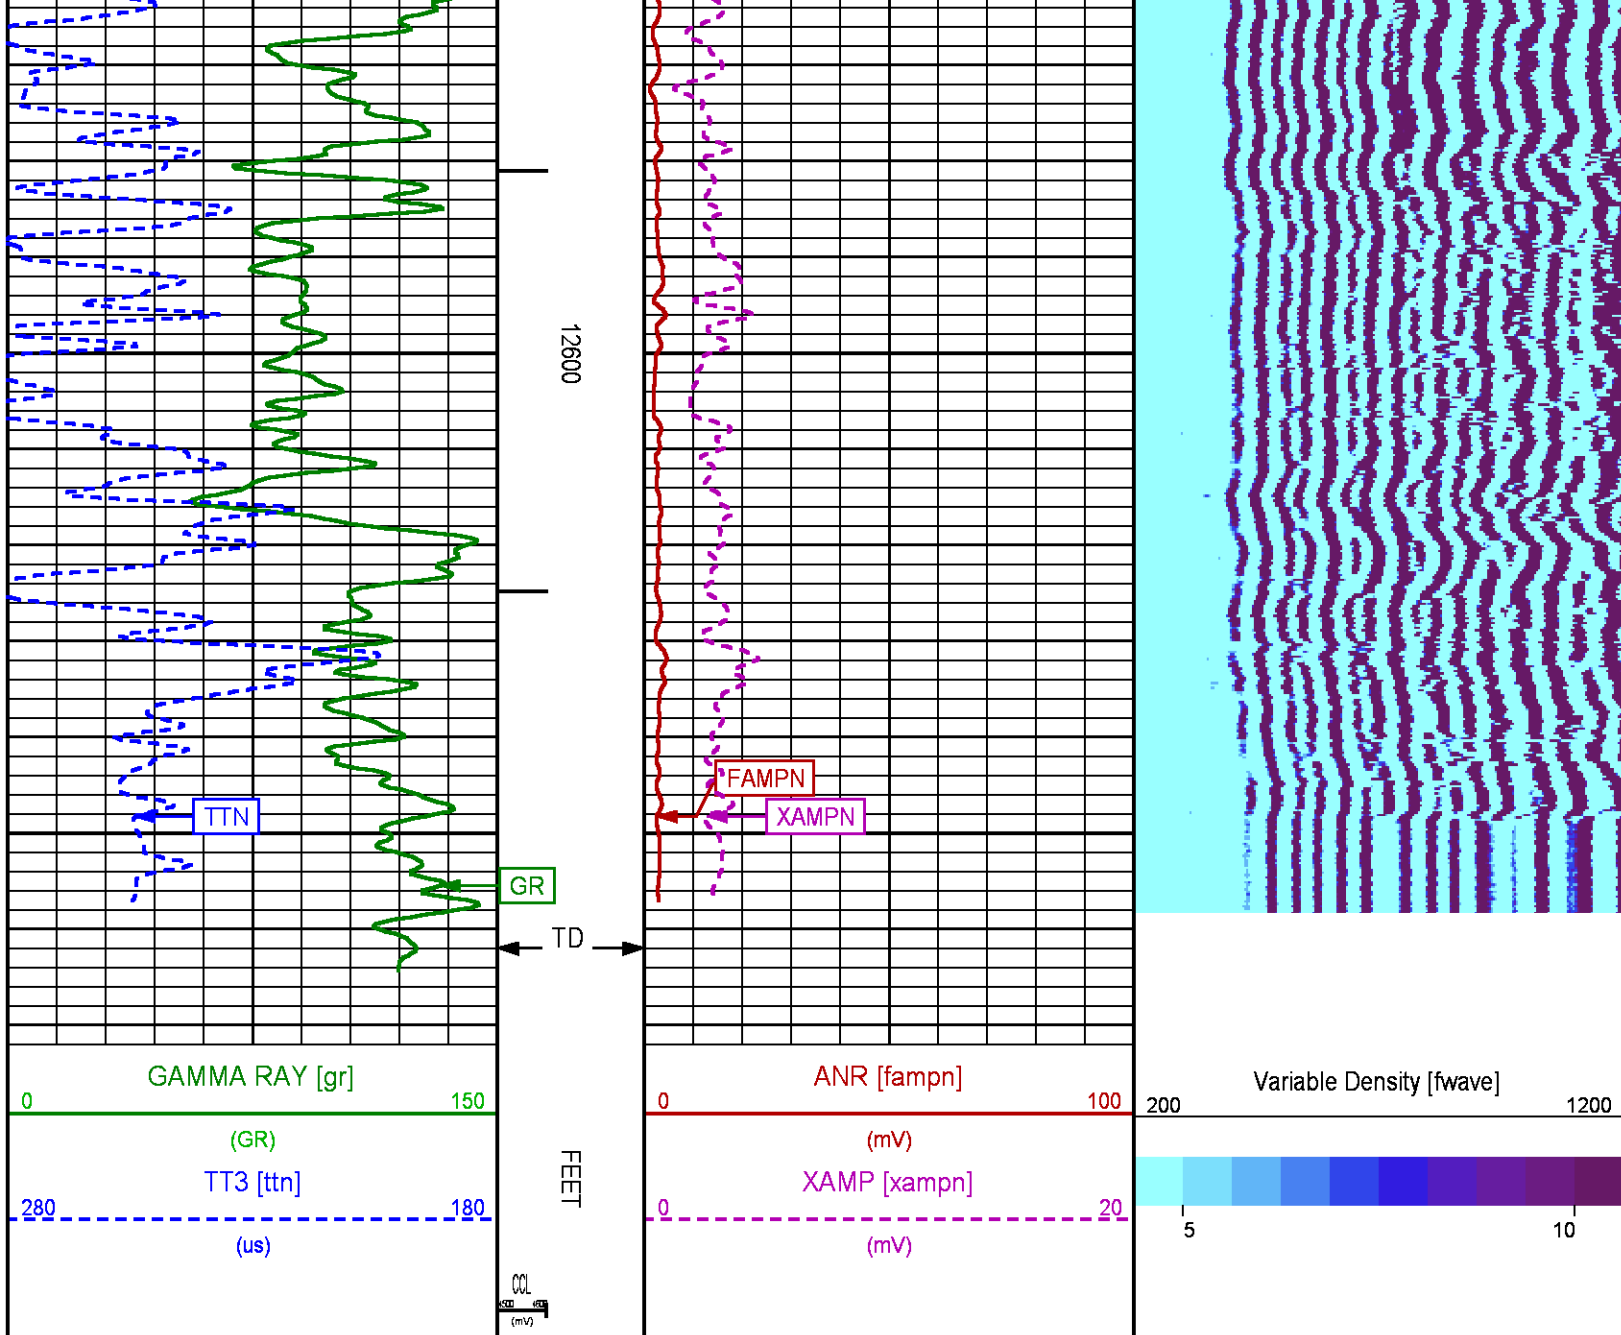 12600
FAMPN
TTN
XAMPN
GR
TD
GAMMA RAY [gr]
0 150
(GR)
TT3 [ttn]
280 180
(us)
FEET
CCL
(mV)
ANR [fampn]
0 100
(mV)
XAMP [xampn]
0 20
(mV)
Variable Density [fwave]
200 1200
5 10